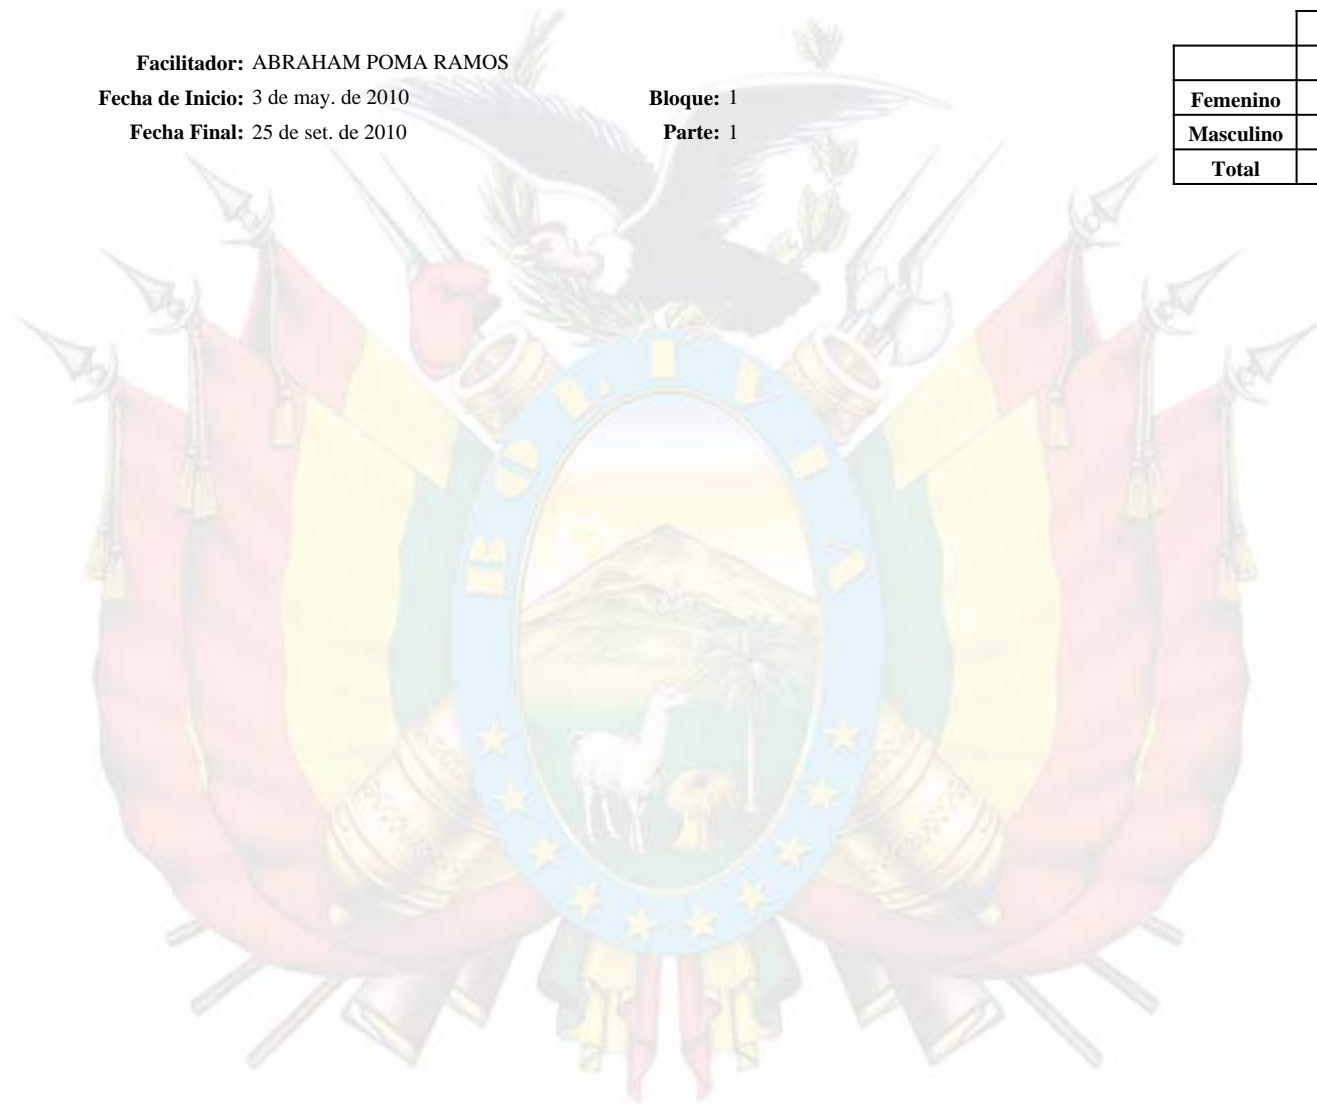 Facilitador: ABRAHAM POMA RAMOS
Fecha de Inicio: 3 de may. de 2010
Bloque: 1
Fecha Final: 25 de set. de 2010
Parte: 1
Femenino
Masculino
Total
BOLIVIA